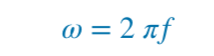 ω = 2 πf